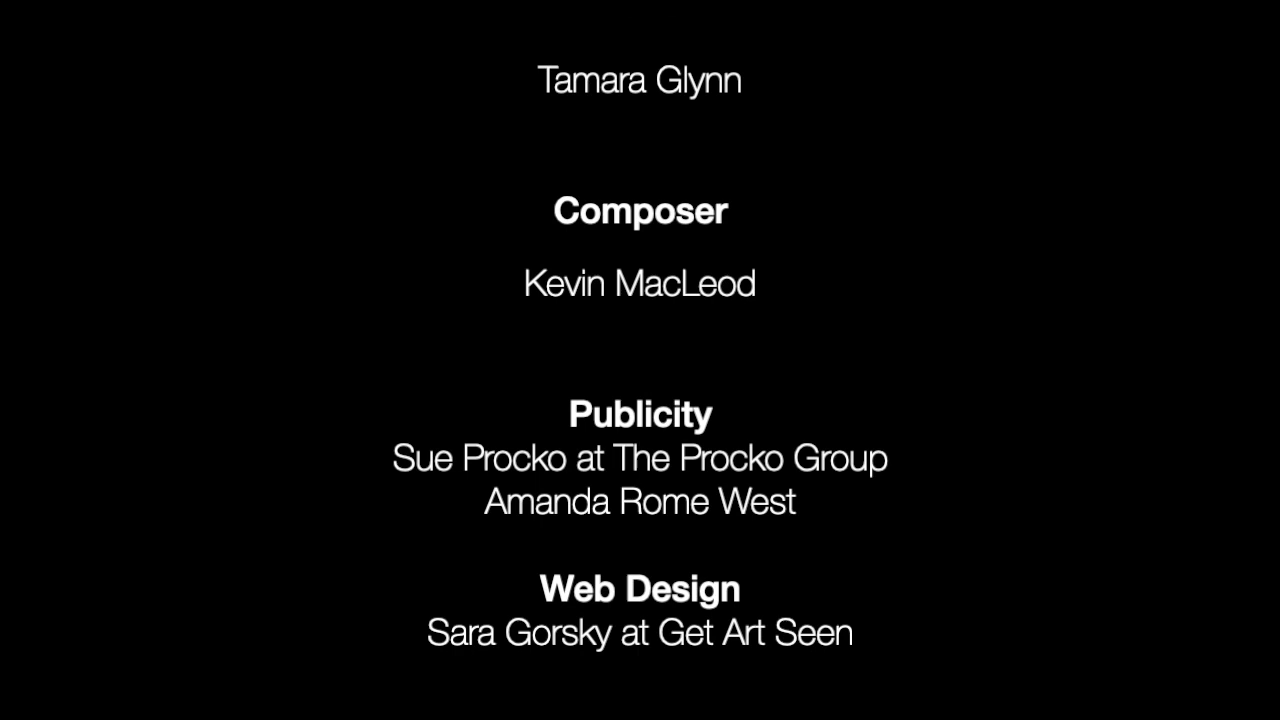 Tamara Glynn
Composer
Kevin MacLeod
Publicity
Sue Procko at The Procko Group
Amanda Rome West
Web Design
Sara Gorsky at Get Art Seen